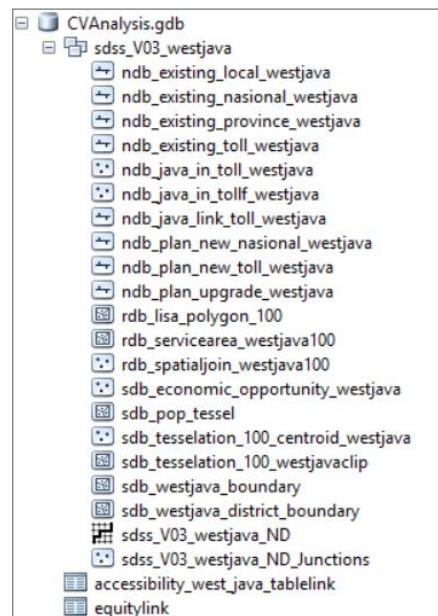 CVAnalysis.gdb
sdss_V03_westjava
ndb_existing_local_westjava
ndb_existing_nasional_westjava
ndb_existing_province_westjava
ndb_existing_toll_westjava
ndb_java_in_toll_westjava
ndb_java_in_tollf_westjava
ndb_java_link_toll_westjava
ndb_plan_new_nasional_westjava
ndb_plan_new_toll_westjava
ndb_plan_upgrade_westjava
rdb_lisa_polygon_100
rdb_servicearea_westjava100
rdb_spatialjoin_westjava100
sdb_economic_opportunity_westjava
sdb_pop_tessel
sdb_tesselation_100_centroid_westjava
sdb_tesselation_100_westjavaclip
sdb_westjava_boundary
sdb_westjava_district_boundary
sdss_V03_westjava_ND
sdss_V03_westjava_ND_Junctions
accessibility_west_java_tablelink
equitylink